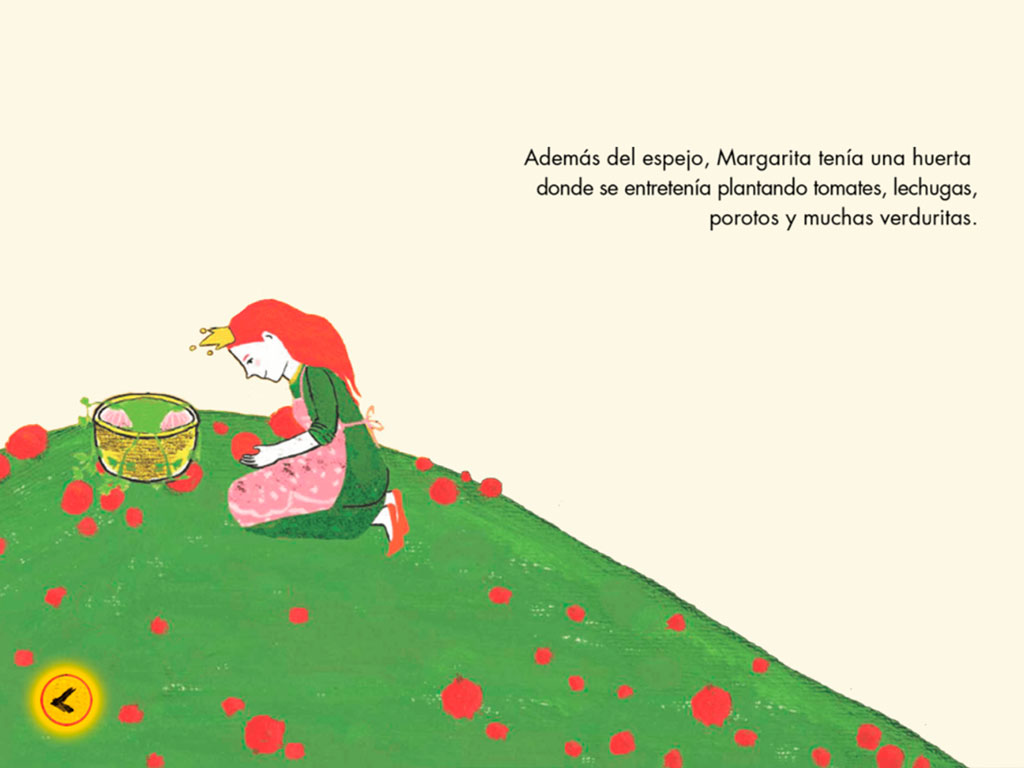 Además del espejo, Margarita tenía una huerta
donde se entretenía plantando tomates, lechugas,
porotos y muchas verduritas.